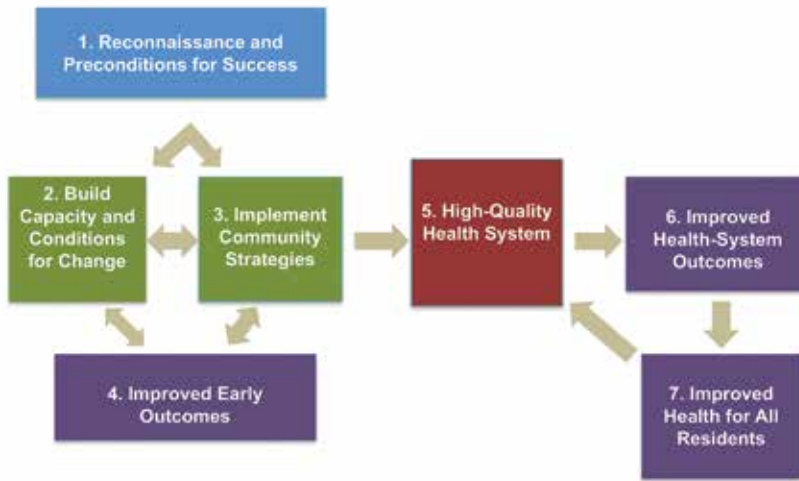 1. Reconnaissance and
Preconditions for Success
2. Build
Capacity and
Conditions
for Change
3. Implement
Community
Strategies
4. Improved Early
Outcomes
5. High-Quality
Health System
6. Improved
Health-System
Outcomes
7. Improved
Health for All
Residents